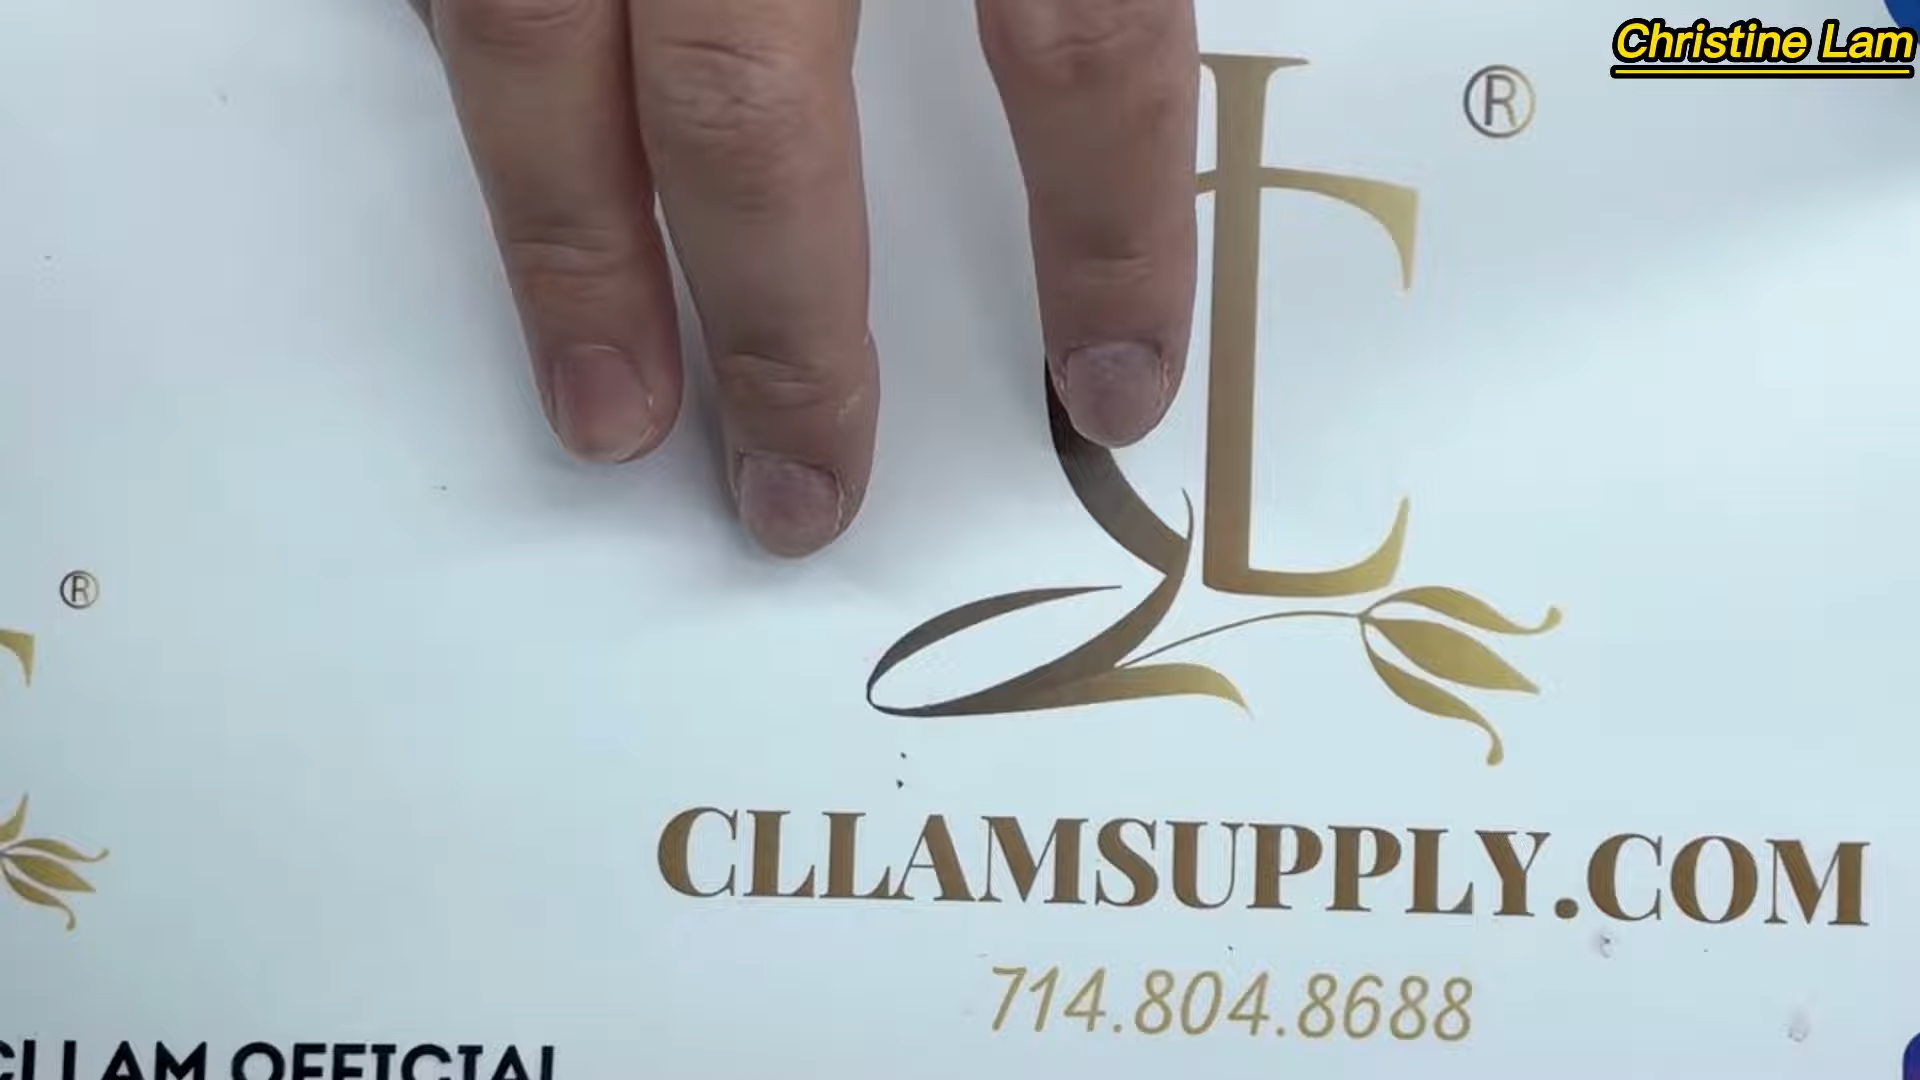 Christine Lam
®
®
CLLAMSUPPLY.COM
714.804.8688
CLLAM OFFICIAL